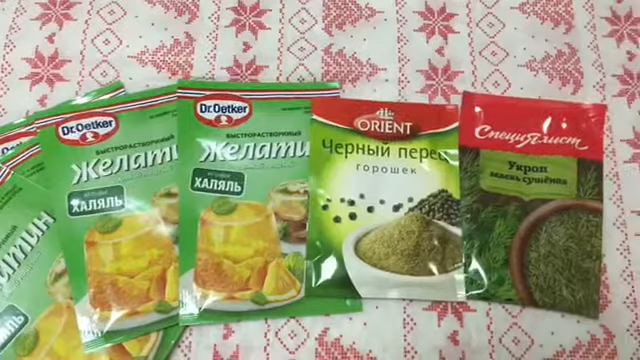 Dr.Oetker
БЫСТРОРАСТВОРИМЫЙ
Желатин
ХАЛЯЛЬ
Dr.Oetker
БЫСТРОРАСТВОРИМЫЙ
Желатин
ХАЛЯЛЬ
ORIENT
Черный перец
горошек
СпециЯлист
Укроп
зелень сушёная